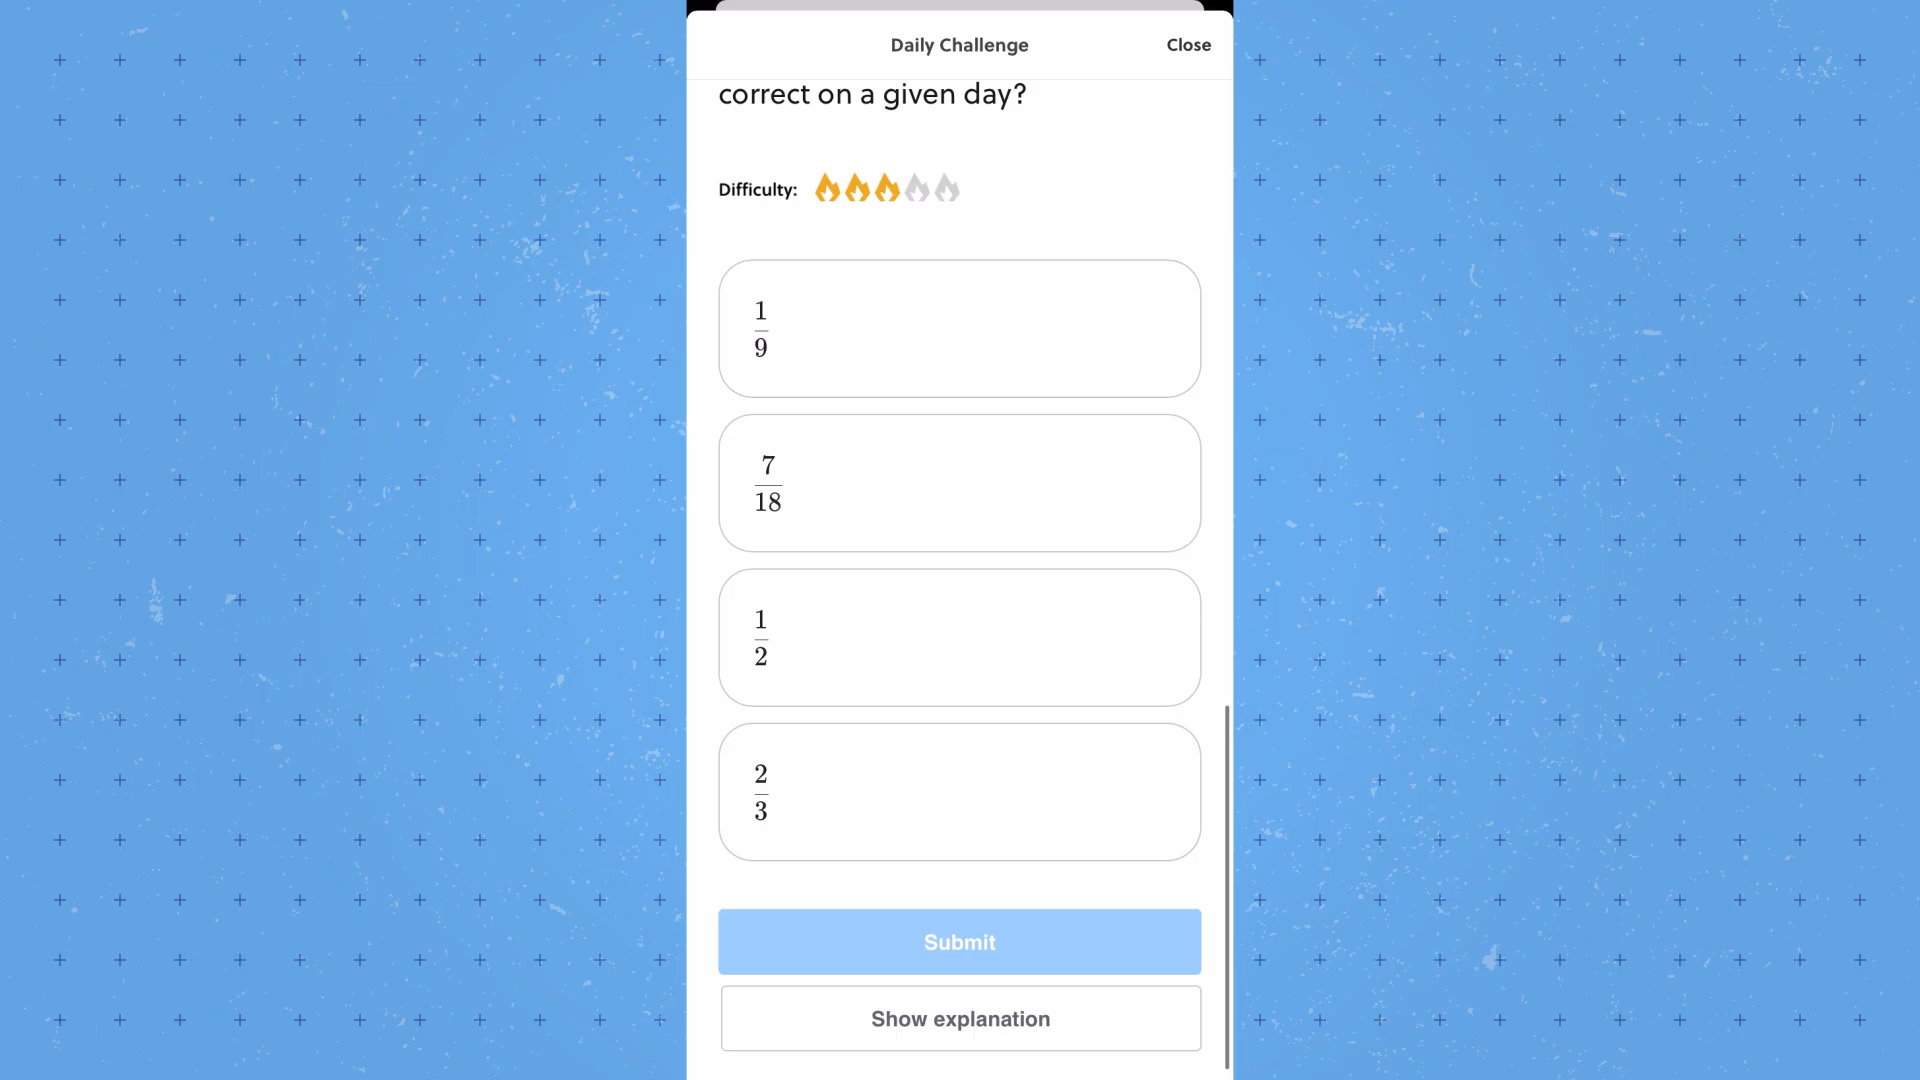 Daily Challenge
Close
correct on a given day?
Difficulty:
1
9
7
18
1
2
2
3
Submit
Show explanation